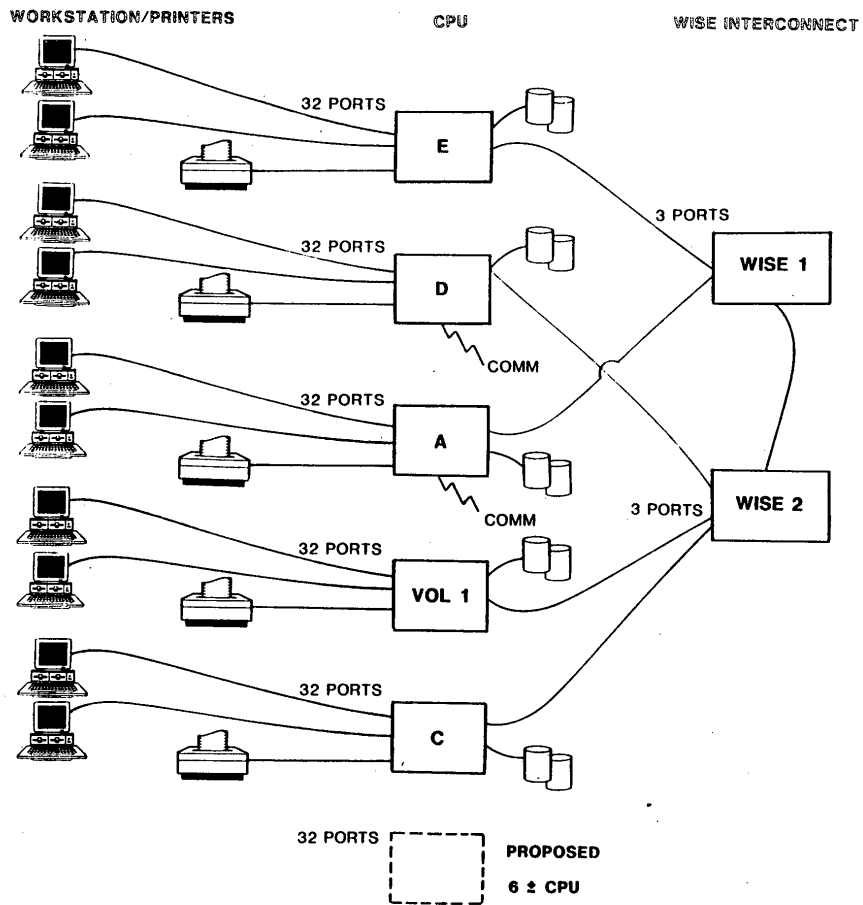 WORKSTATION/PRINTERS CPU WISE INTERCONNECT
32 PORTS
E
3 PORTS
WISE 1
32 PORTS
D
COMM
32 PORTS
A
COMM
3 PORTS
WISE 2
32 PORTS
VOL 1
32 PORTS
C
32 PORTS
PROPOSED
6 ± CPU